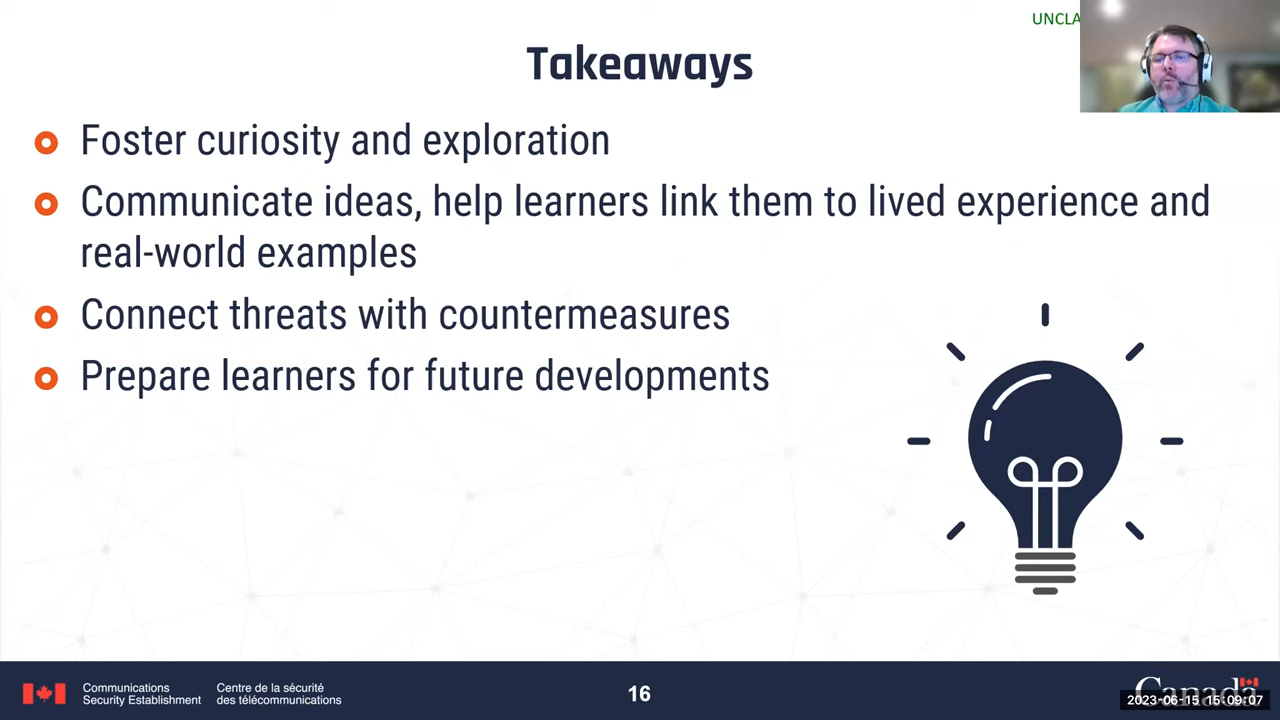 UNCLA
Takeaways
Foster curiosity and exploration
Communicate ideas, help learners link them to lived experience and
real-world examples
Connect threats with countermeasures
Prepare learners for future developments
Communications
Security Establishment
Centre de la sécurité
des télécommunications
16
Canada
2023-06-15 15:09:07